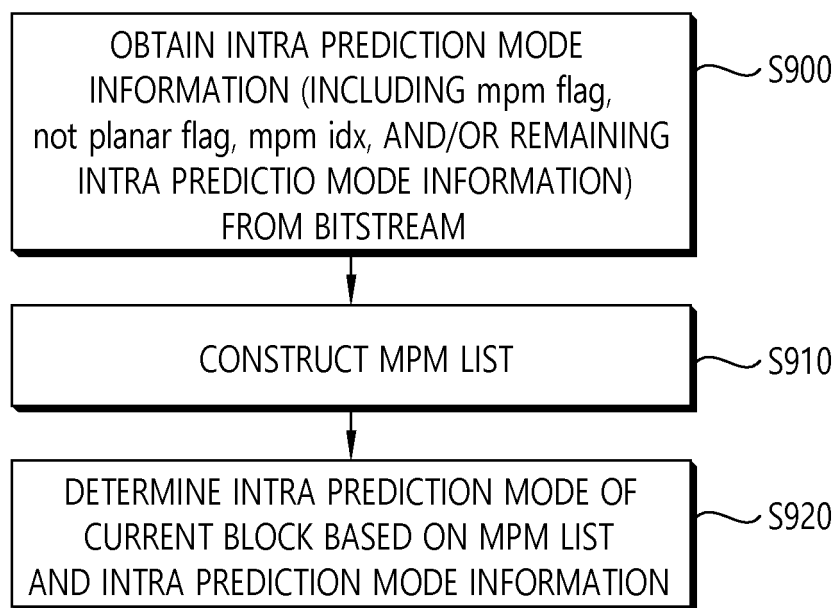 OBTAIN INTRA PREDICTION MODE
INFORMATION (INCLUDING mpm flag,
not planar flag, mpm idx, AND/OR REMAINING
INTRA PREDICTIO MODE INFORMATION)
FROM BITSTREAM
S900
CONSTRUCT MPM LIST
S910
DETERMINE INTRA PREDICTION MODE OF
CURRENT BLOCK BASED ON MPM LIST
AND INTRA PREDICTION MODE INFORMATION
S920